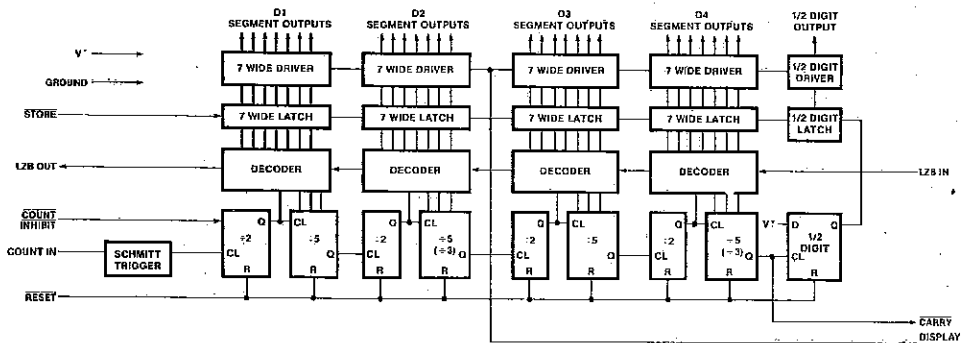 D1
SEGMENT OUTPUTS
D2
SEGMENT OUTPUTS
D3
SEGMENT OUTPUTS
D4
SEGMENT OUTPUTS
1/2 DIGIT
OUTPUT
V+
GROUND
7 WIDE DRIVER
7 WIDE DRIVER
7 WIDE DRIVER
7 WIDE DRIVER
1/2 DIGIT
DRIVER
STORE
7 WIDE LATCH
7 WIDE LATCH
7 WIDE LATCH
7 WIDE LATCH
1/2 DIGIT
LATCH
LZB OUT
DECODER
DECODER
DECODER
DECODER
LZB IN
COUNT
INHIBIT
COUNT IN
SCHMITT
TRIGGER
Q
÷2
CL
R
CL
÷5
R
Q
÷2
CL
R
CL
÷5
(÷3)
Q
R
Q
÷2
CL
R
CL
÷5
R
Q
÷2
CL
R
CL
÷5
(÷3)
Q
R
V+
D
Q
1/2
DIGIT
CL
R
RESET
CARRY
DISPLAY